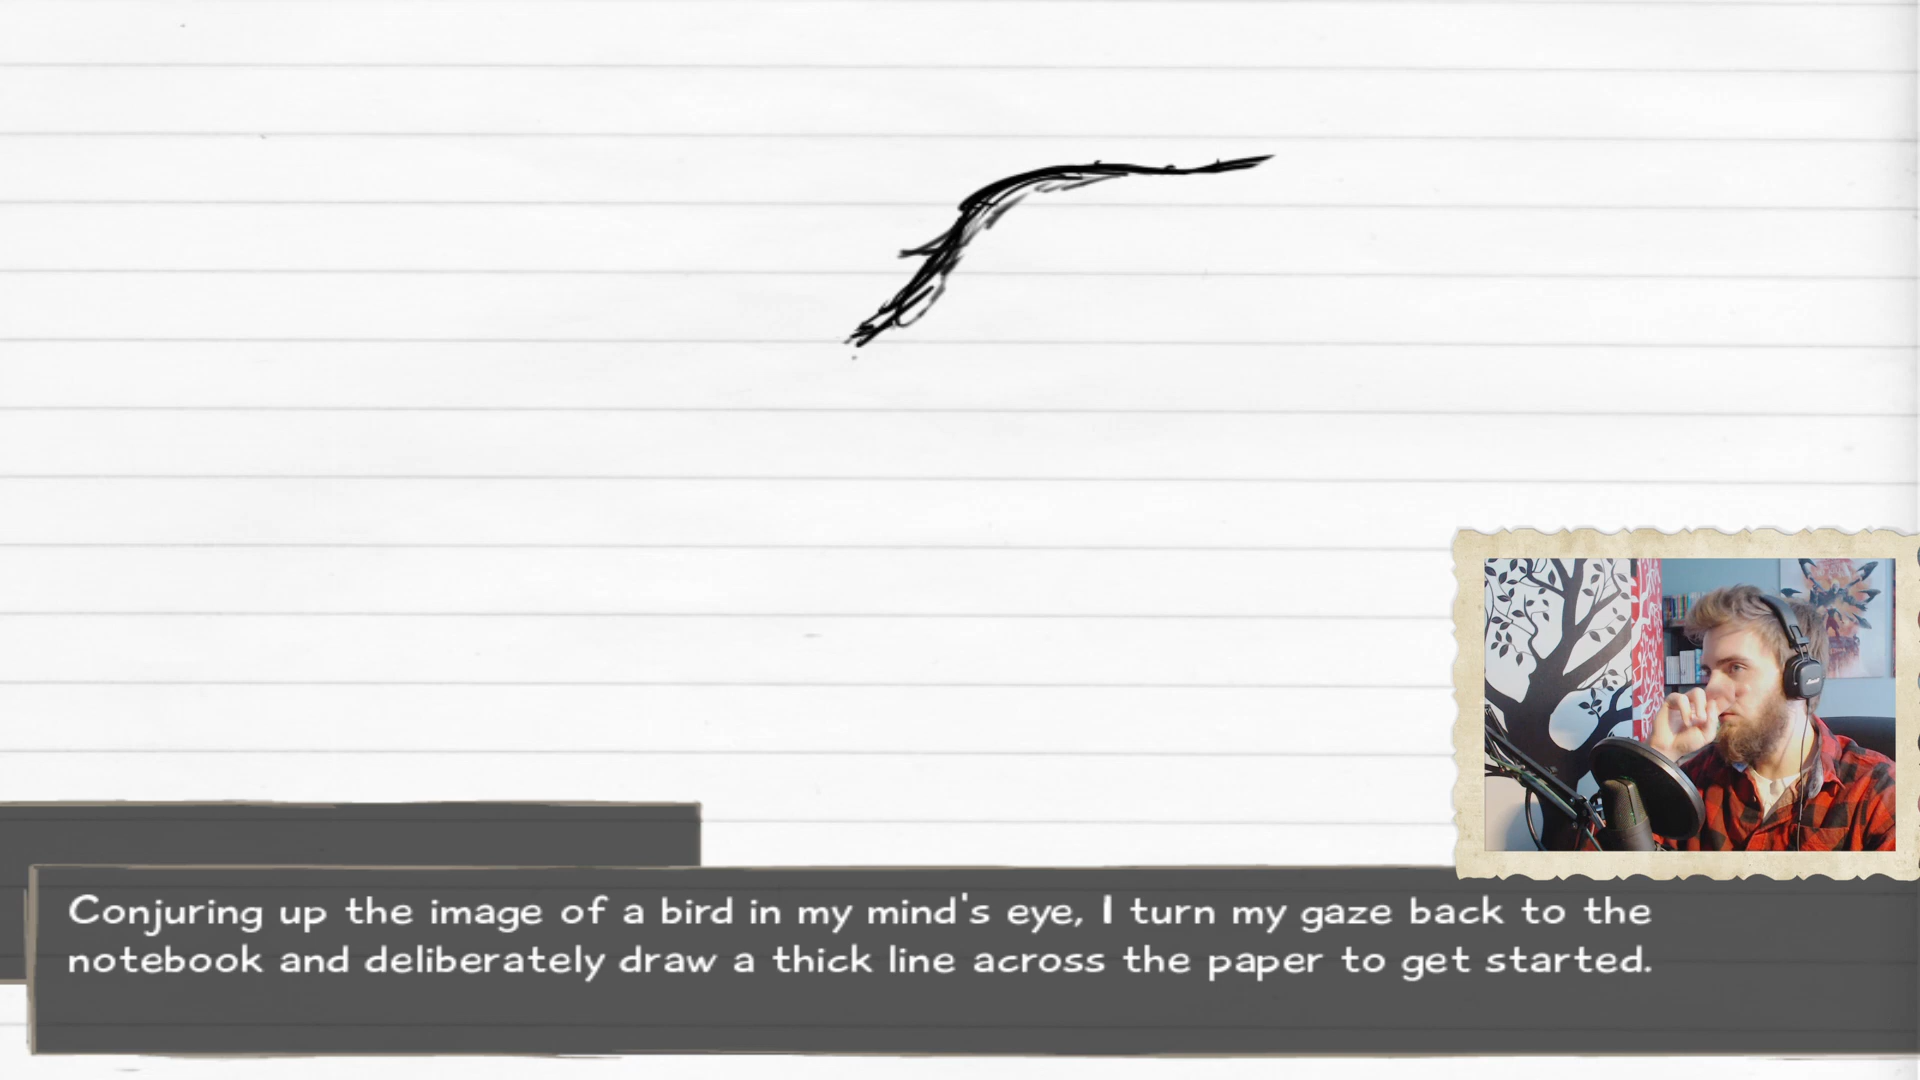 Conjuring up the image of a bird in my mind's eye, I turn my gaze back to the
notebook and deliberately draw a thick line across the paper to get started.